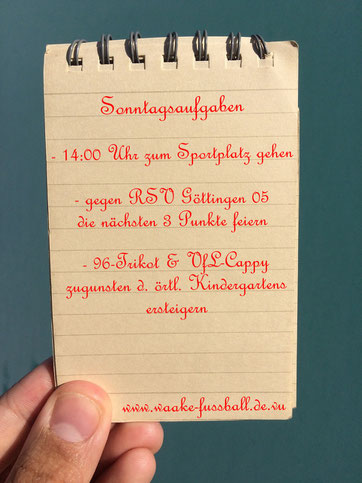 Sonntagsaufgaben
- 14:00 Uhr zum Sportplatz gehen
- gegen RSV Göttingen 05
die nächsten 3 Punkte feiern
- 96-Trikot & VfL-Cappy
zugunsten d. örtl. Kindergartens
ersteigern
www.waake-fussball.de.vu